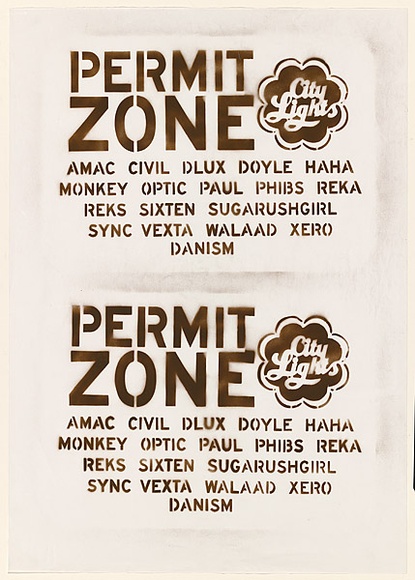 PERMIT
ZONE
City
Lights
AMAC CIVIL DLUX DOYLE HAHA
MONKEY OPTIC PAUL PHIBS REKA
REKS SIXTEN SUGARUSHGIRL
SYNC VEXTA WALAAD XERO
DANISM
PERMIT
ZONE
City
Lights
AMAC CIVIL DLUX DOYLE HAHA
MONKEY OPTIC PAUL PHIBS REKA
REKS SIXTEN SUGARUSHGIRL
SYNC VEXTA WALAAD XERO
DANISM